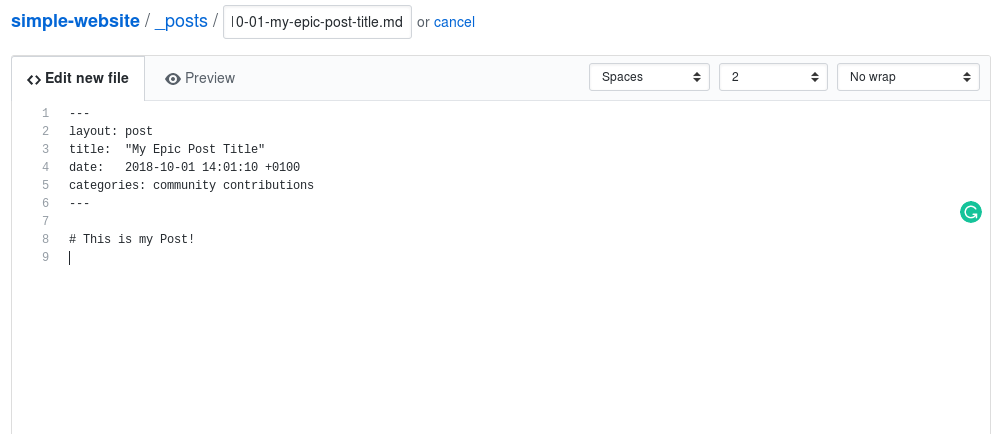 simple-website / _posts / 10-01-my-epic-post-title.md or cancel
Edit new file Preview Spaces 2 No wrap
1 ---
2 layout: post
3 title:  "My Epic Post Title"
4 date:   2018-10-01 14:01:10 +0100
5 categories: community contributions
6 ---
7
8 # This is my Post!
9